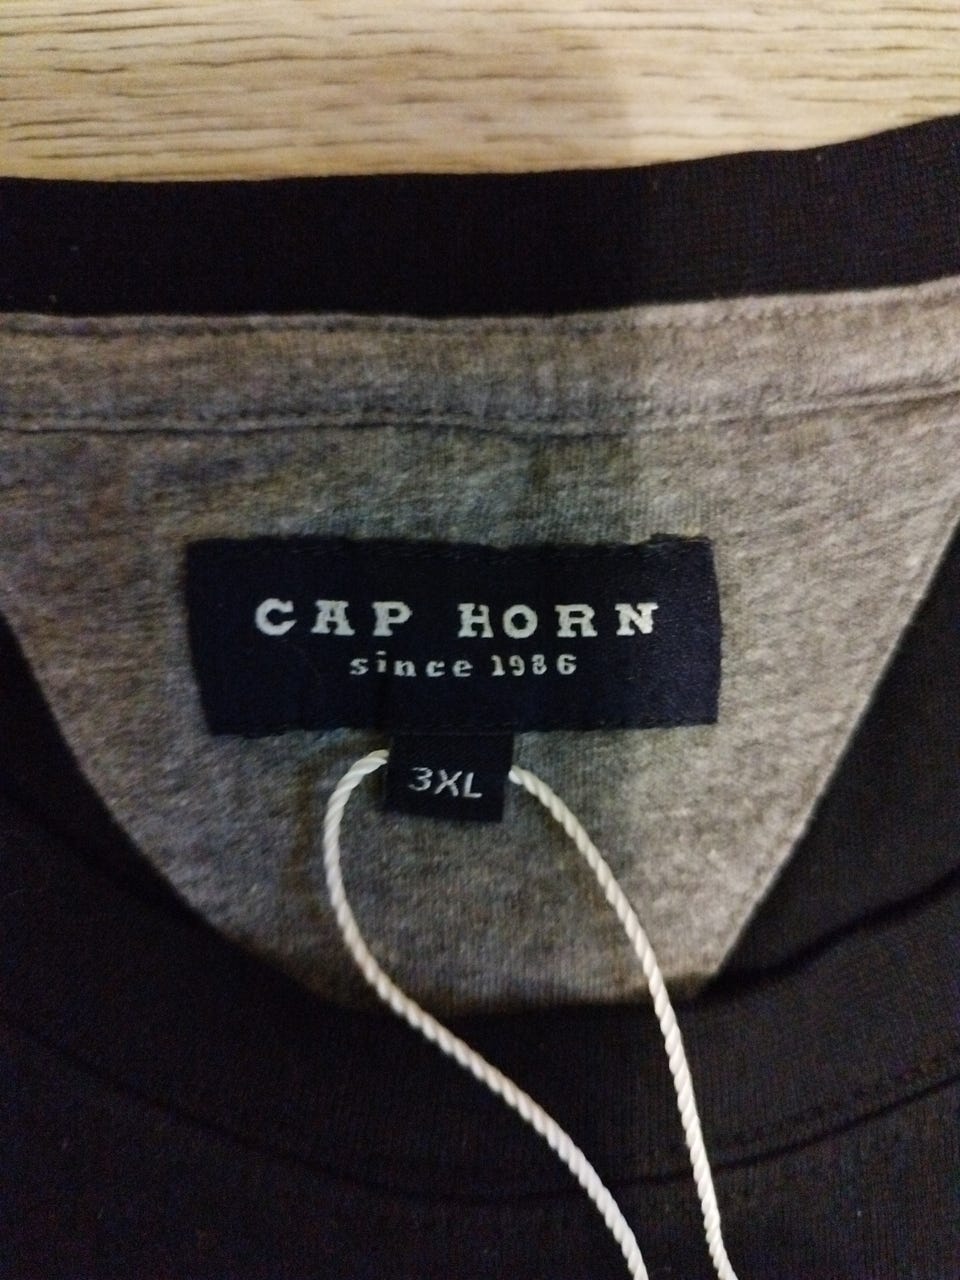 CAP HORN
since 1986
3XL